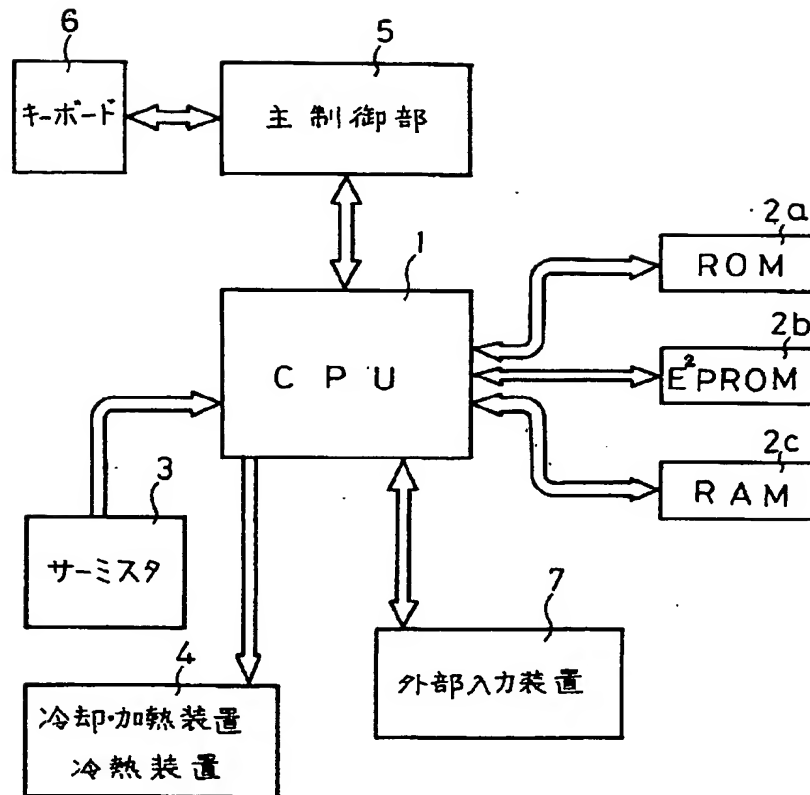 6
5
キーボード
主制御部
1
2a
ROM
CPU
2b
E²PROM
2c
RAM
3
サーミスタ
7
外部入力装置
4
冷却・加熱装置
冷熱装置